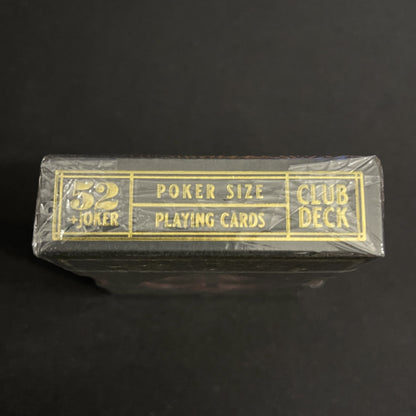 52
+JOKER
POKER SIZE
PLAYING CARDS
CLUB
DECK